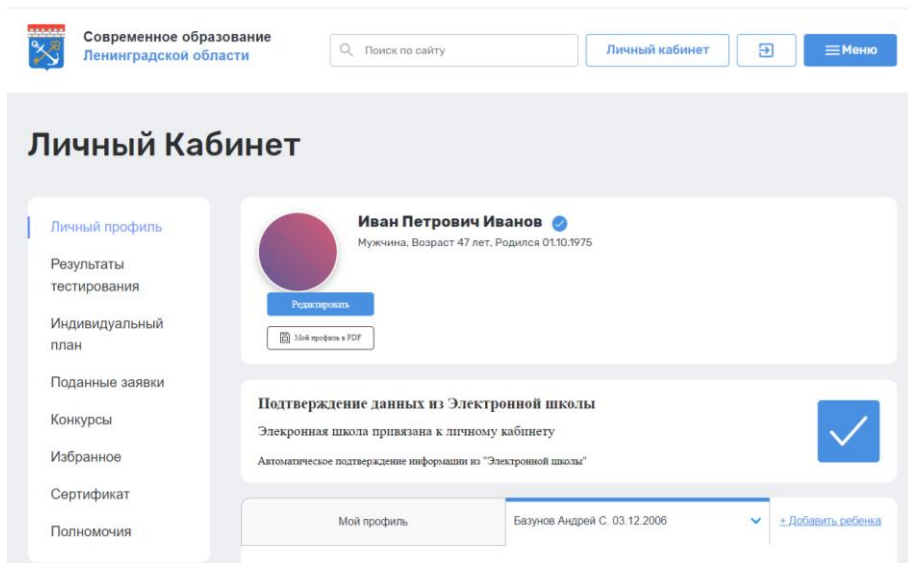 Современное образование
Ленинградской области
Поиск по сайту
Личный кабинет
Меню
Личный Кабинет
Личный профиль
Результаты
тестирования
Индивидуальный
план
Поданные заявки
Конкурсы
Избранное
Сертификат
Полномочия
Иван Петрович Иванов
Мужчина, Возраст 47 лет, Родился 01.10.1975
Редактировать
Мой профиль в PDF
Подтверждение данных из Электронной школы
Элекронная школа привязана к личному кабинету
Автоматическое подтверждение информации из "Электронной школы"
Мой профиль
Базунов Андрей С. 03.12.2006
+ Добавить ребенка